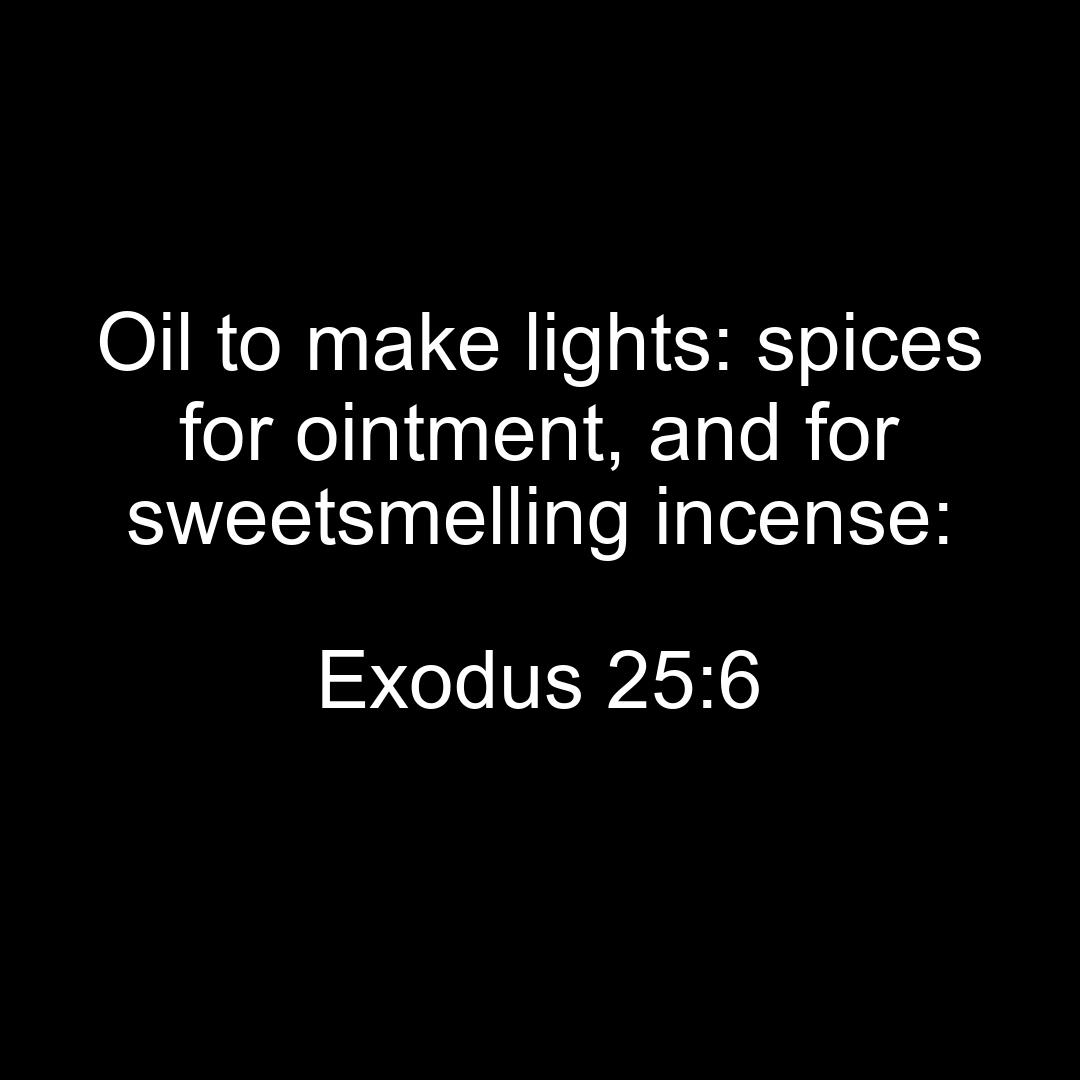 Oil to make lights: spices
for ointment, and for
sweetsmelling incense:
Exodus 25:6